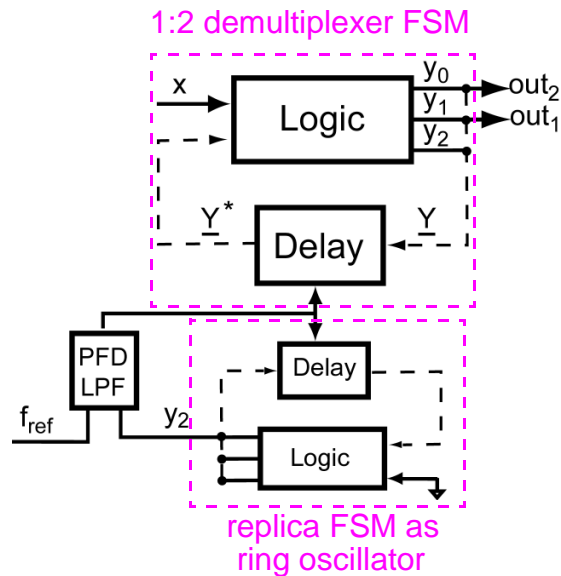 1:2 demultiplexer FSM
x
Logic
y0
out2
y1
out1
y2
Y*
Delay
Y
PFD
LPF
Delay
fref
y2
Logic
replica FSM as
ring oscillator